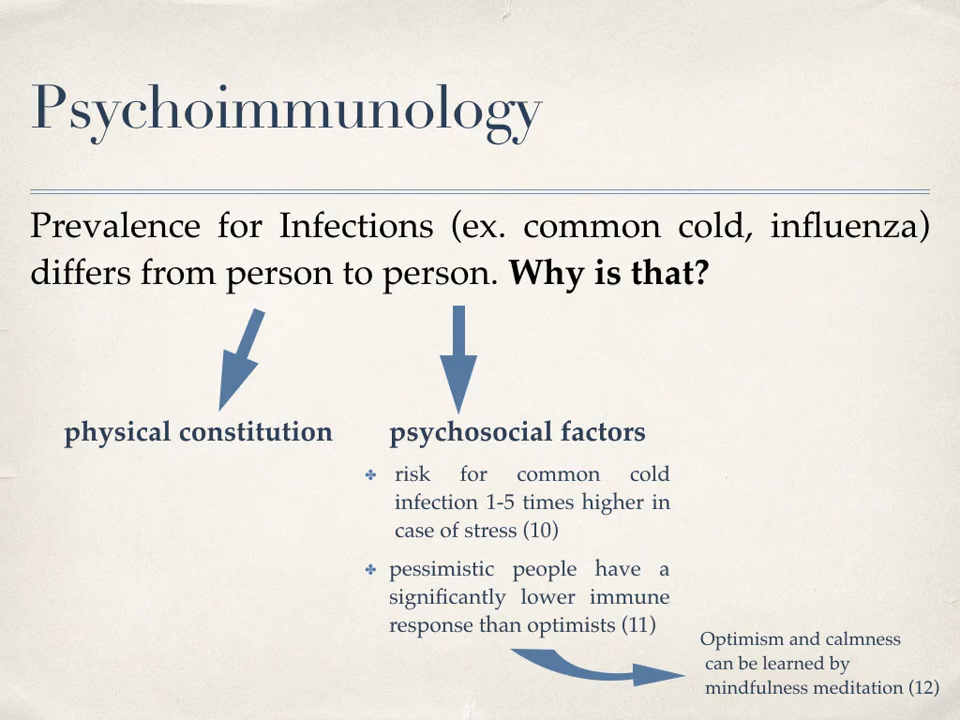 Psychoimmunology
Prevalence for Infections (ex. common cold, influenza)
differs from person to person. Why is that?
physical constitution
psychosocial factors
✤ risk for common cold
infection 1-5 times higher in
case of stress (10)
✤ pessimistic people have a
significantly lower immune
response than optimists (11)
Optimism and calmness
can be learned by
mindfulness meditation (12)